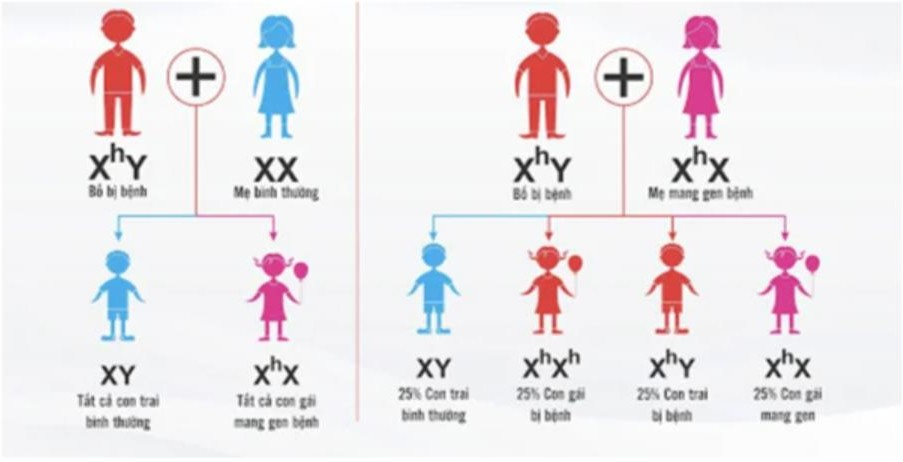 XʰY
XX
Bố bị bệnh
Mẹ bình thường
XY
XʰX
Tất cả con trai
bình thường
Tất cả con gái
mang gen bệnh
XʰY
XʰX
Bố bị bệnh
Mẹ mang gen bệnh
XY
XʰXʰ
XʰY
XʰX
25% Con trai
bình thường
25% Con gái
bị bệnh
25% Con trai
bị bệnh
25% Con gái
mang gen